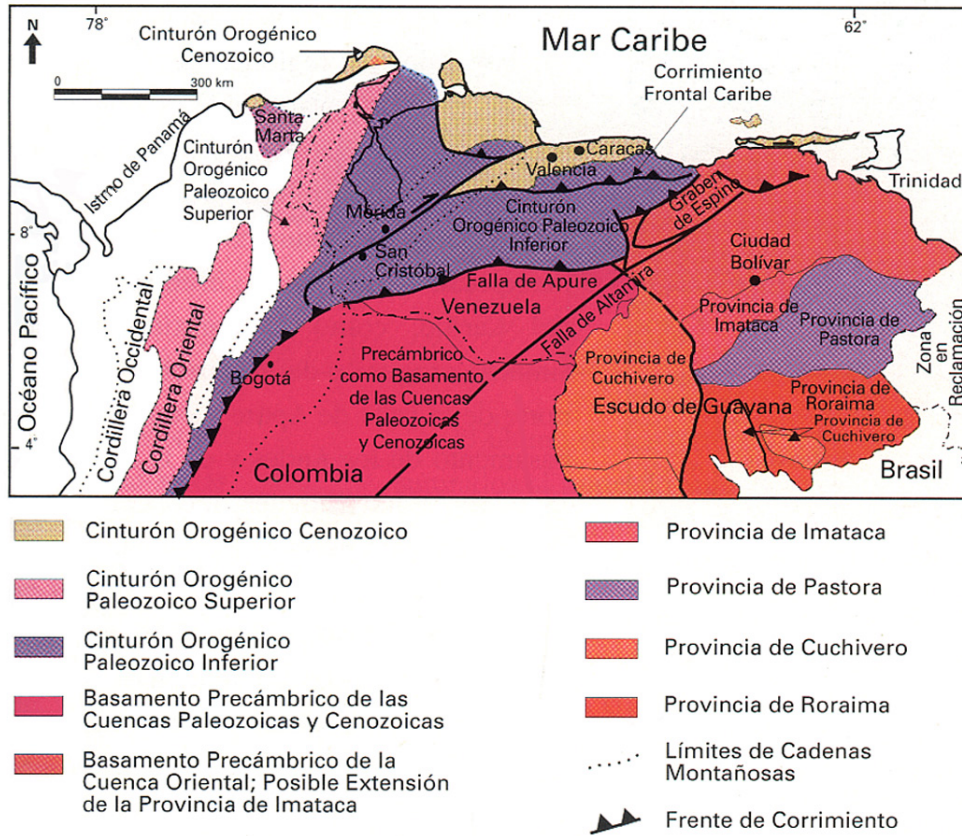 78°
62°
N
Cinturón Orogénico
Cenozoico
Mar Caribe
0
300 km
Corrimiento
Frontal Caribe
Istmo de Panamá
Santa
Marta
Cinturón
Orogénico
Paleozoico
Superior
Caracas
Valencia
Trinidad
Graben
de Espino
Mérida
Cinturón
Orogénico Paleozoico
Inferior
8°
San
Cristóbal
Ciudad
Bolívar
Falla de Apure
Venezuela
Falla de Altamira
Provincia de
Imataca
Provincia de
Pastora
Zona
en
Reclamación
Océano Pacífico
Cordillera Occidental
Cordillera Oriental
Bogotá
Precámbrico
como Basamento
de las Cuencas
Paleozoicas
y Cenozoicas
Provincia de
Cuchivero
Escudo de Guayana
Provincia de
Roraima
Provincia de
Cuchivero
4°
Colombia
Brasil
Cinturón Orogénico Cenozoico
Cinturón Orogénico
Paleozoico Superior
Cinturón Orogénico
Paleozoico Inferior
Basamento Precámbrico de las
Cuencas Paleozoicas y Cenozoicas
Basamento Precámbrico de la
Cuenca Oriental; Posible Extensión
de la Provincia de Imataca
Provincia de Imataca
Provincia de Pastora
Provincia de Cuchivero
Provincia de Roraima
Límites de Cadenas
Montañosas
Frente de Corrimiento